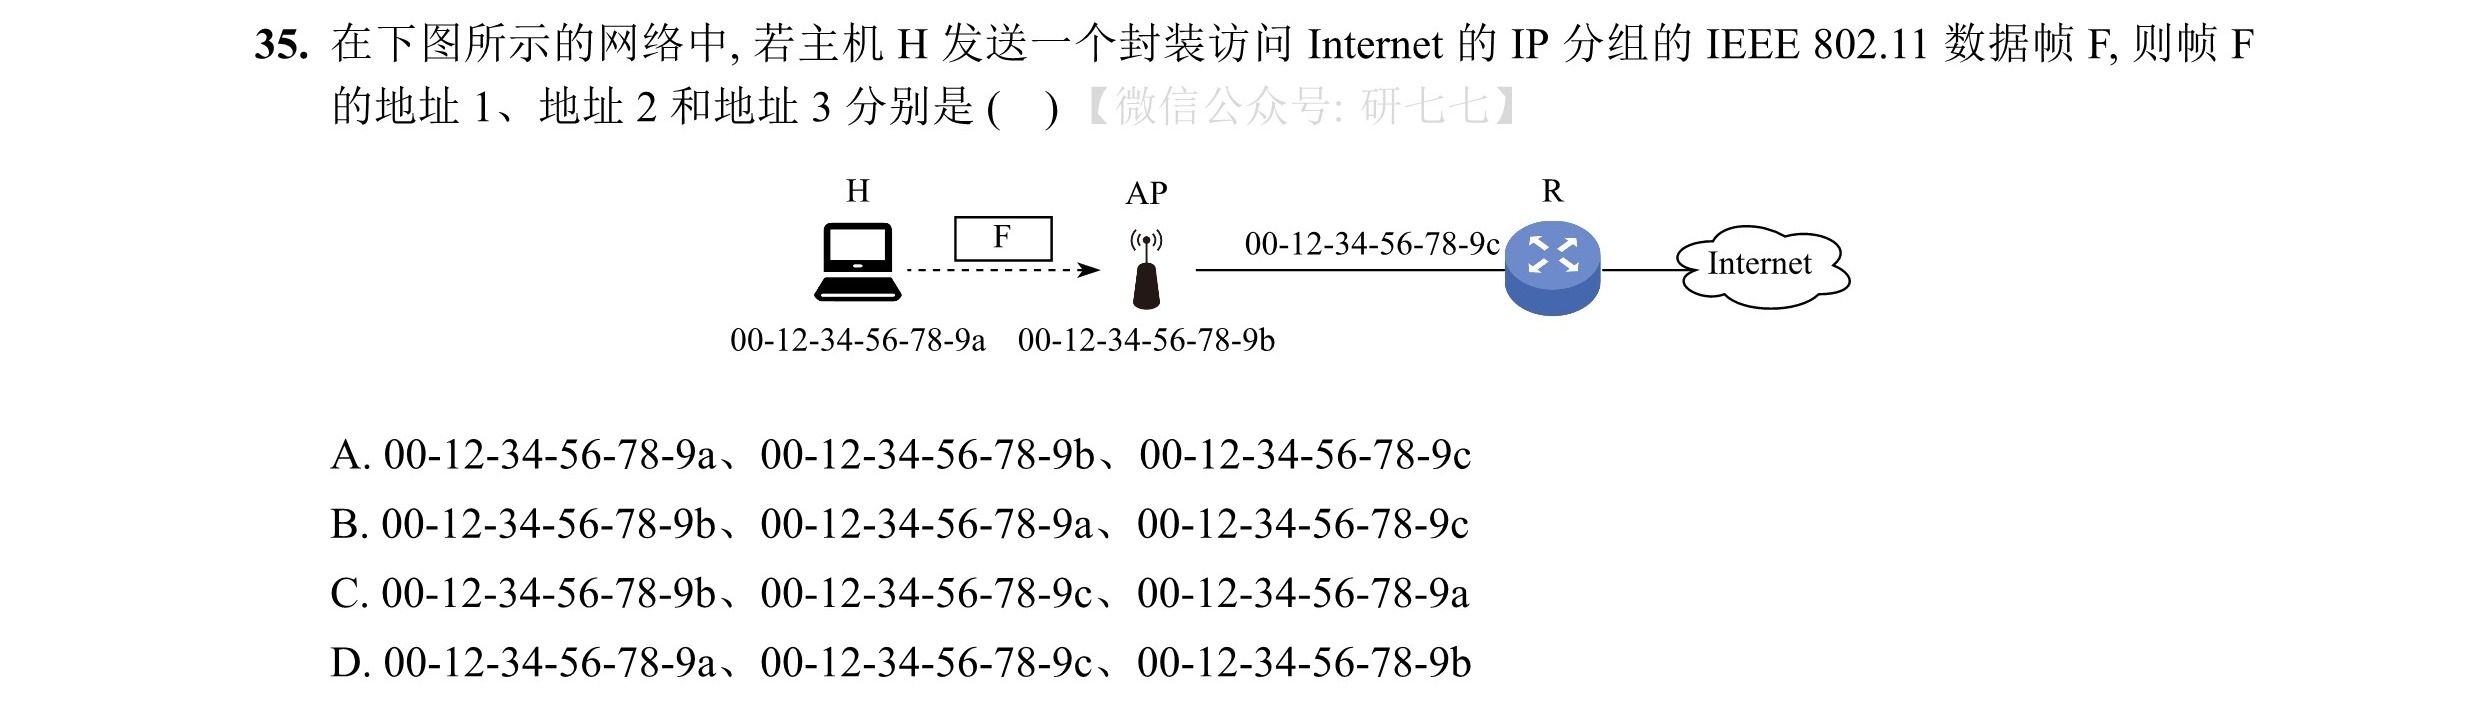 35. 在下图所示的网络中, 若主机 H 发送一个封装访问 Internet 的 IP 分组的 IEEE 802.11 数据帧 F, 则帧 F
的地址 1、地址 2 和地址 3 分别是 ( ) 【微信公众号: 研七七】
H
AP
R
F
00-12-34-56-78-9c
Internet
00-12-34-56-78-9a
00-12-34-56-78-9b
A. 00-12-34-56-78-9a、00-12-34-56-78-9b、00-12-34-56-78-9c
B. 00-12-34-56-78-9b、00-12-34-56-78-9a、00-12-34-56-78-9c
C. 00-12-34-56-78-9b、00-12-34-56-78-9c、00-12-34-56-78-9a
D. 00-12-34-56-78-9a、00-12-34-56-78-9c、00-12-34-56-78-9b